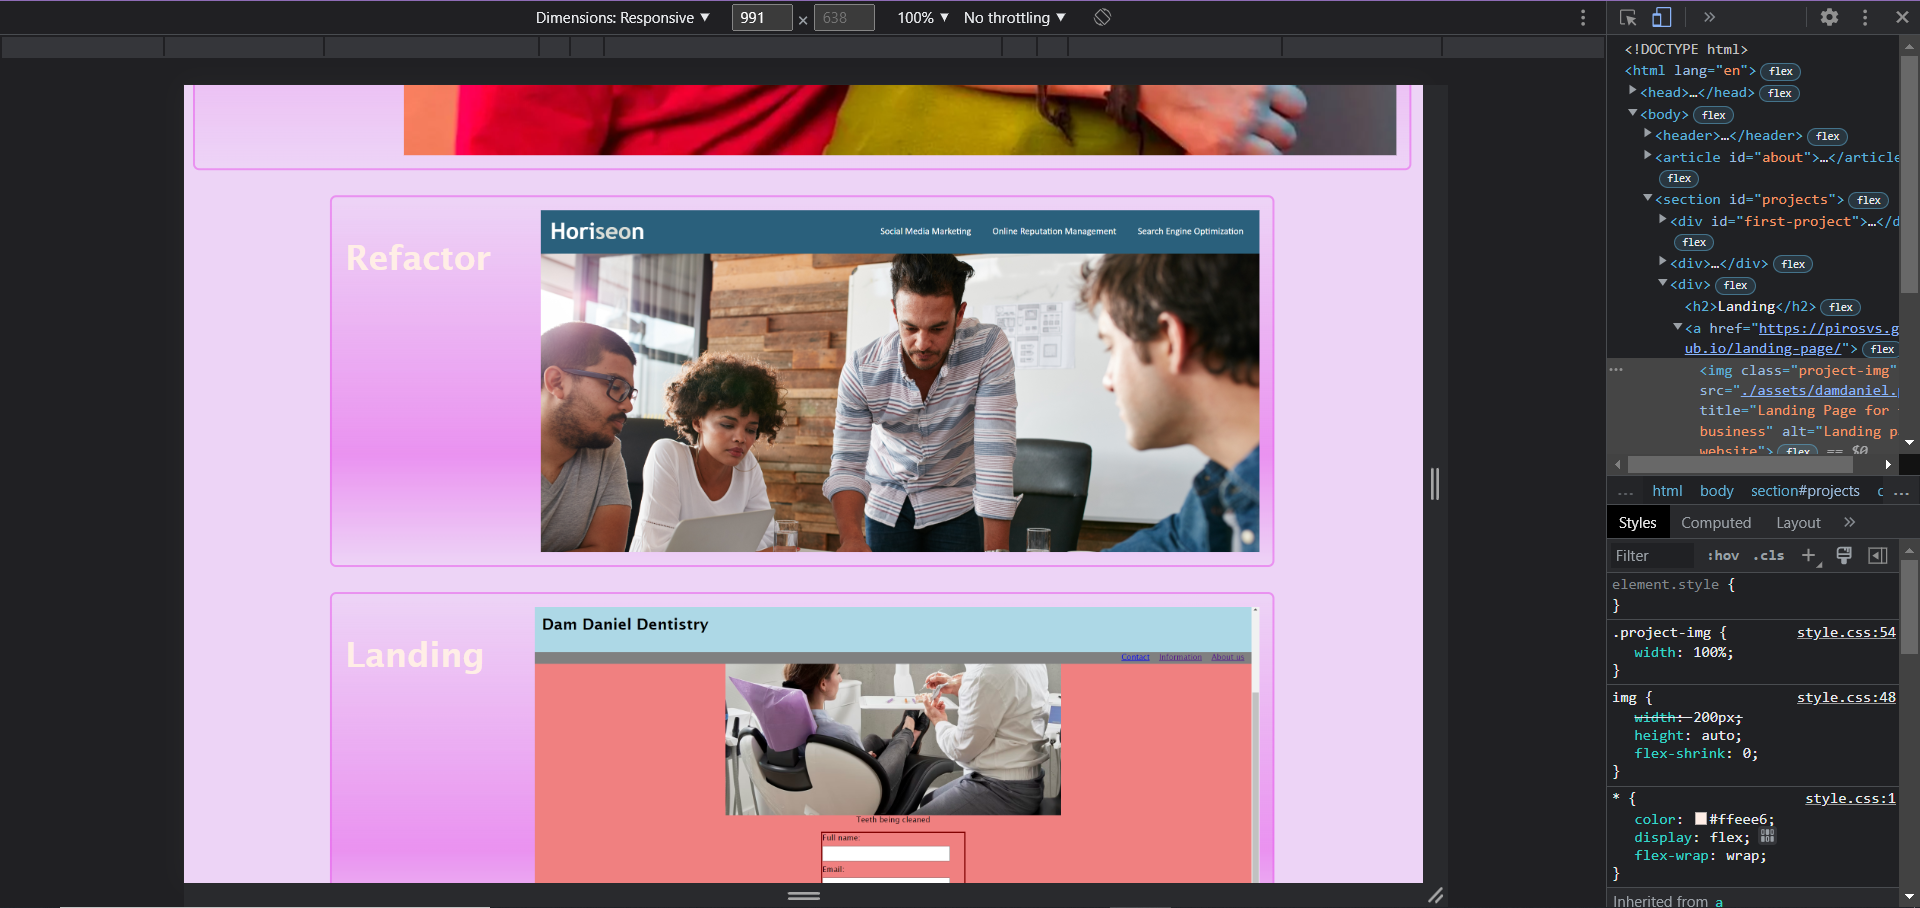 Dimensions: Responsive ▼ 991 × 638 100% ▼ No throttling ▼
Refactor
Horiseon
Social Media Marketing Online Reputation Management Search Engine Optimization
Landing
Dam Daniel Dentistry
Contact Information About us
Teeth being cleaned
Full name:
Email:
<!DOCTYPE html>
<html lang="en"> flex
<head>…</head> flex
<body> flex
<header>…</header> flex
<article id="about">…</article
flex
<section id="projects"> flex
<div id="first-project">…</d
flex
<div>…</div> flex
<div> flex
<h2>Landing</h2> flex
<a href="https://pirosvs.g
ub.io/landing-page/"> flex
<img class="project-img"
src="./assets/damdaniel.
title="Landing Page for
business" alt="Landing p
website"> flex == $0
... html body section#projects ...
Styles Computed Layout »
Filter :hov .cls +
element.style {
}
.project-img { style.css:54
width: 100%;
}
img { style.css:48
width: 200px;
height: auto;
flex-shrink: 0;
}
* { style.css:1
color: #ffeee6;
display: flex;
flex-wrap: wrap;
}
Inherited from a